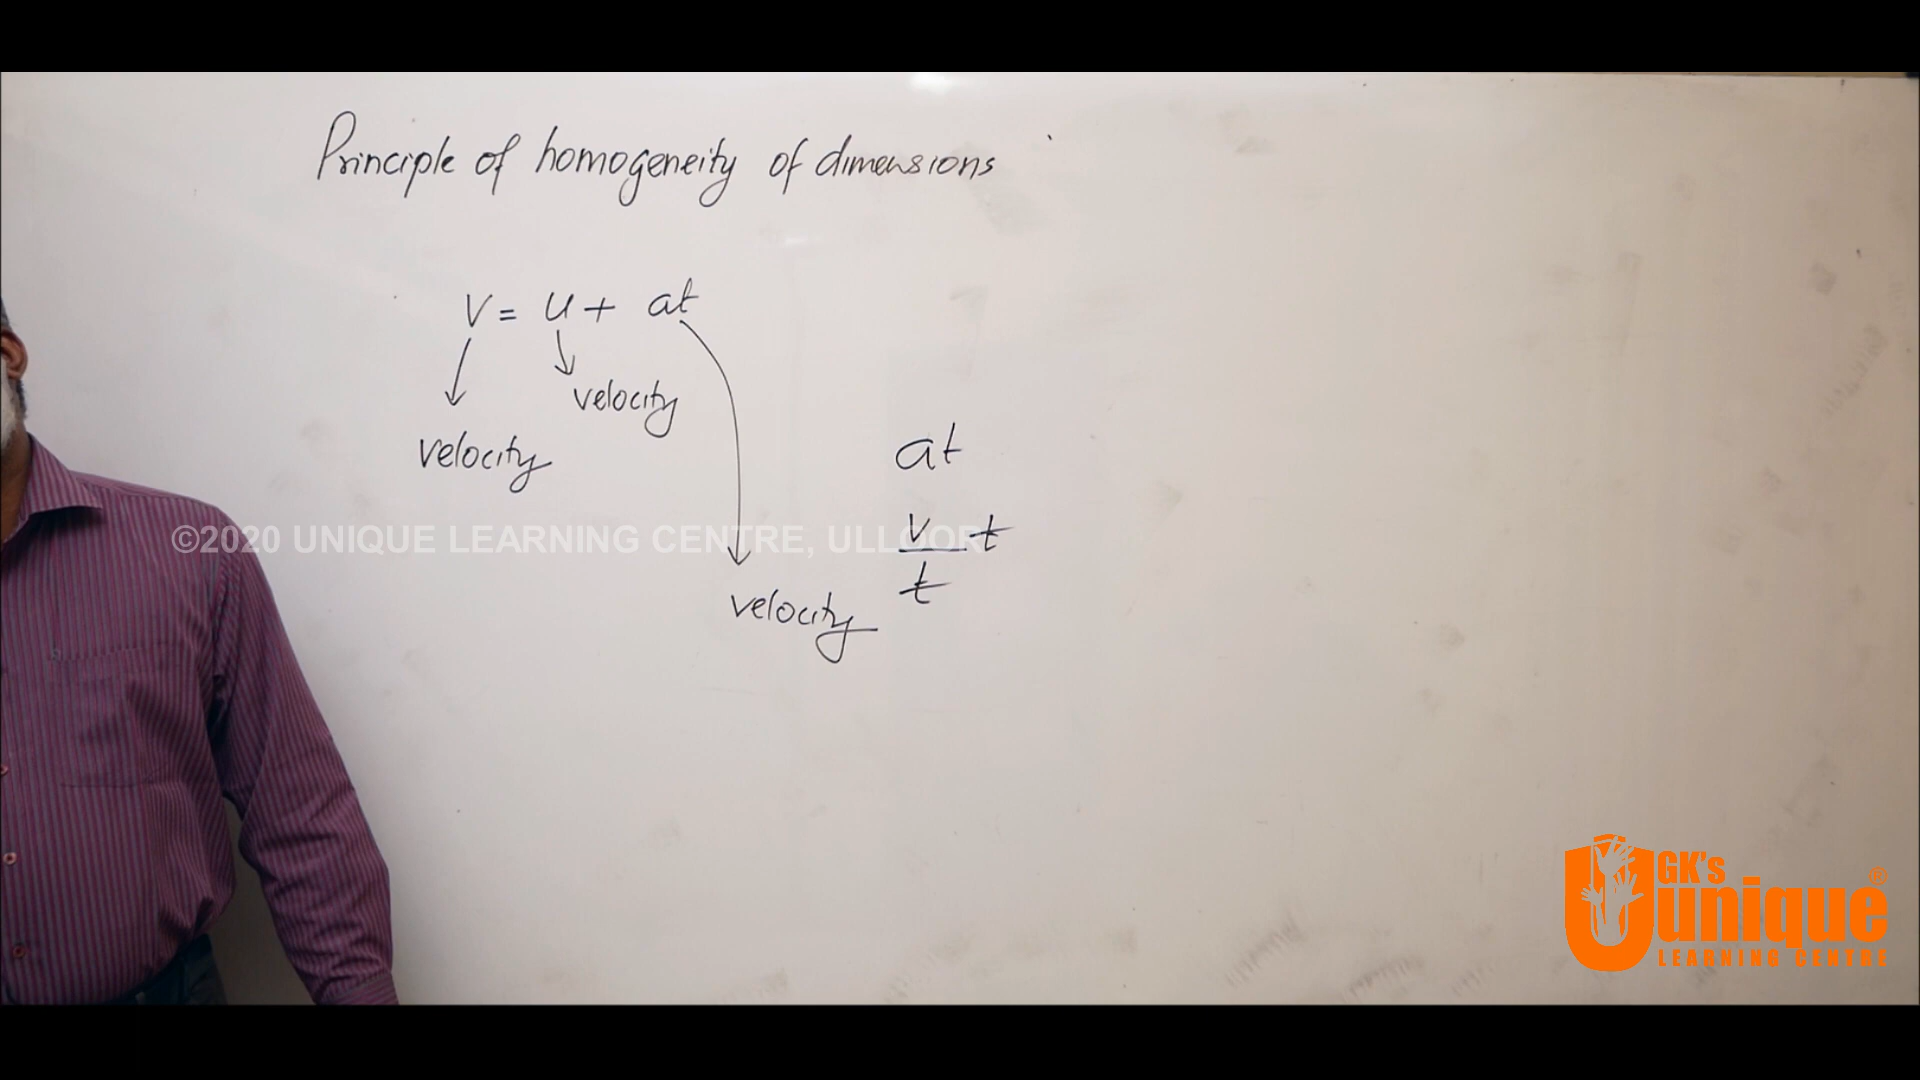 Principle of homogeneity of dimensions
V = u + at
velocity
velocity
at
V t
t
velocity
©2020 UNIQUE LEARNING CENTRE, ULLOOR
GK's
unique®
LEARNING CENTRE